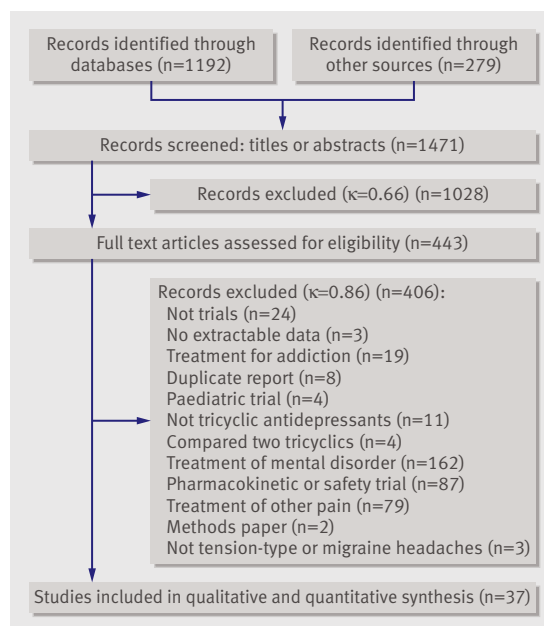 Records identified through
databases (n=1192)
Records identified through
other sources (n=279)
Records screened: titles or abstracts (n=1471)
Records excluded (κ=0.66) (n=1028)
Full text articles assessed for eligibility (n=443)
Records excluded (κ=0.86) (n=406):
Not trials (n=24)
No extractable data (n=3)
Treatment for addiction (n=19)
Duplicate report (n=8)
Paediatric trial (n=4)
Not tricyclic antidepressants (n=11)
Compared two tricyclics (n=4)
Treatment of mental disorder (n=162)
Pharmacokinetic or safety trial (n=87)
Treatment of other pain (n=79)
Methods paper (n=2)
Not tension-type or migraine headaches (n=3)
Studies included in qualitative and quantitative synthesis (n=37)